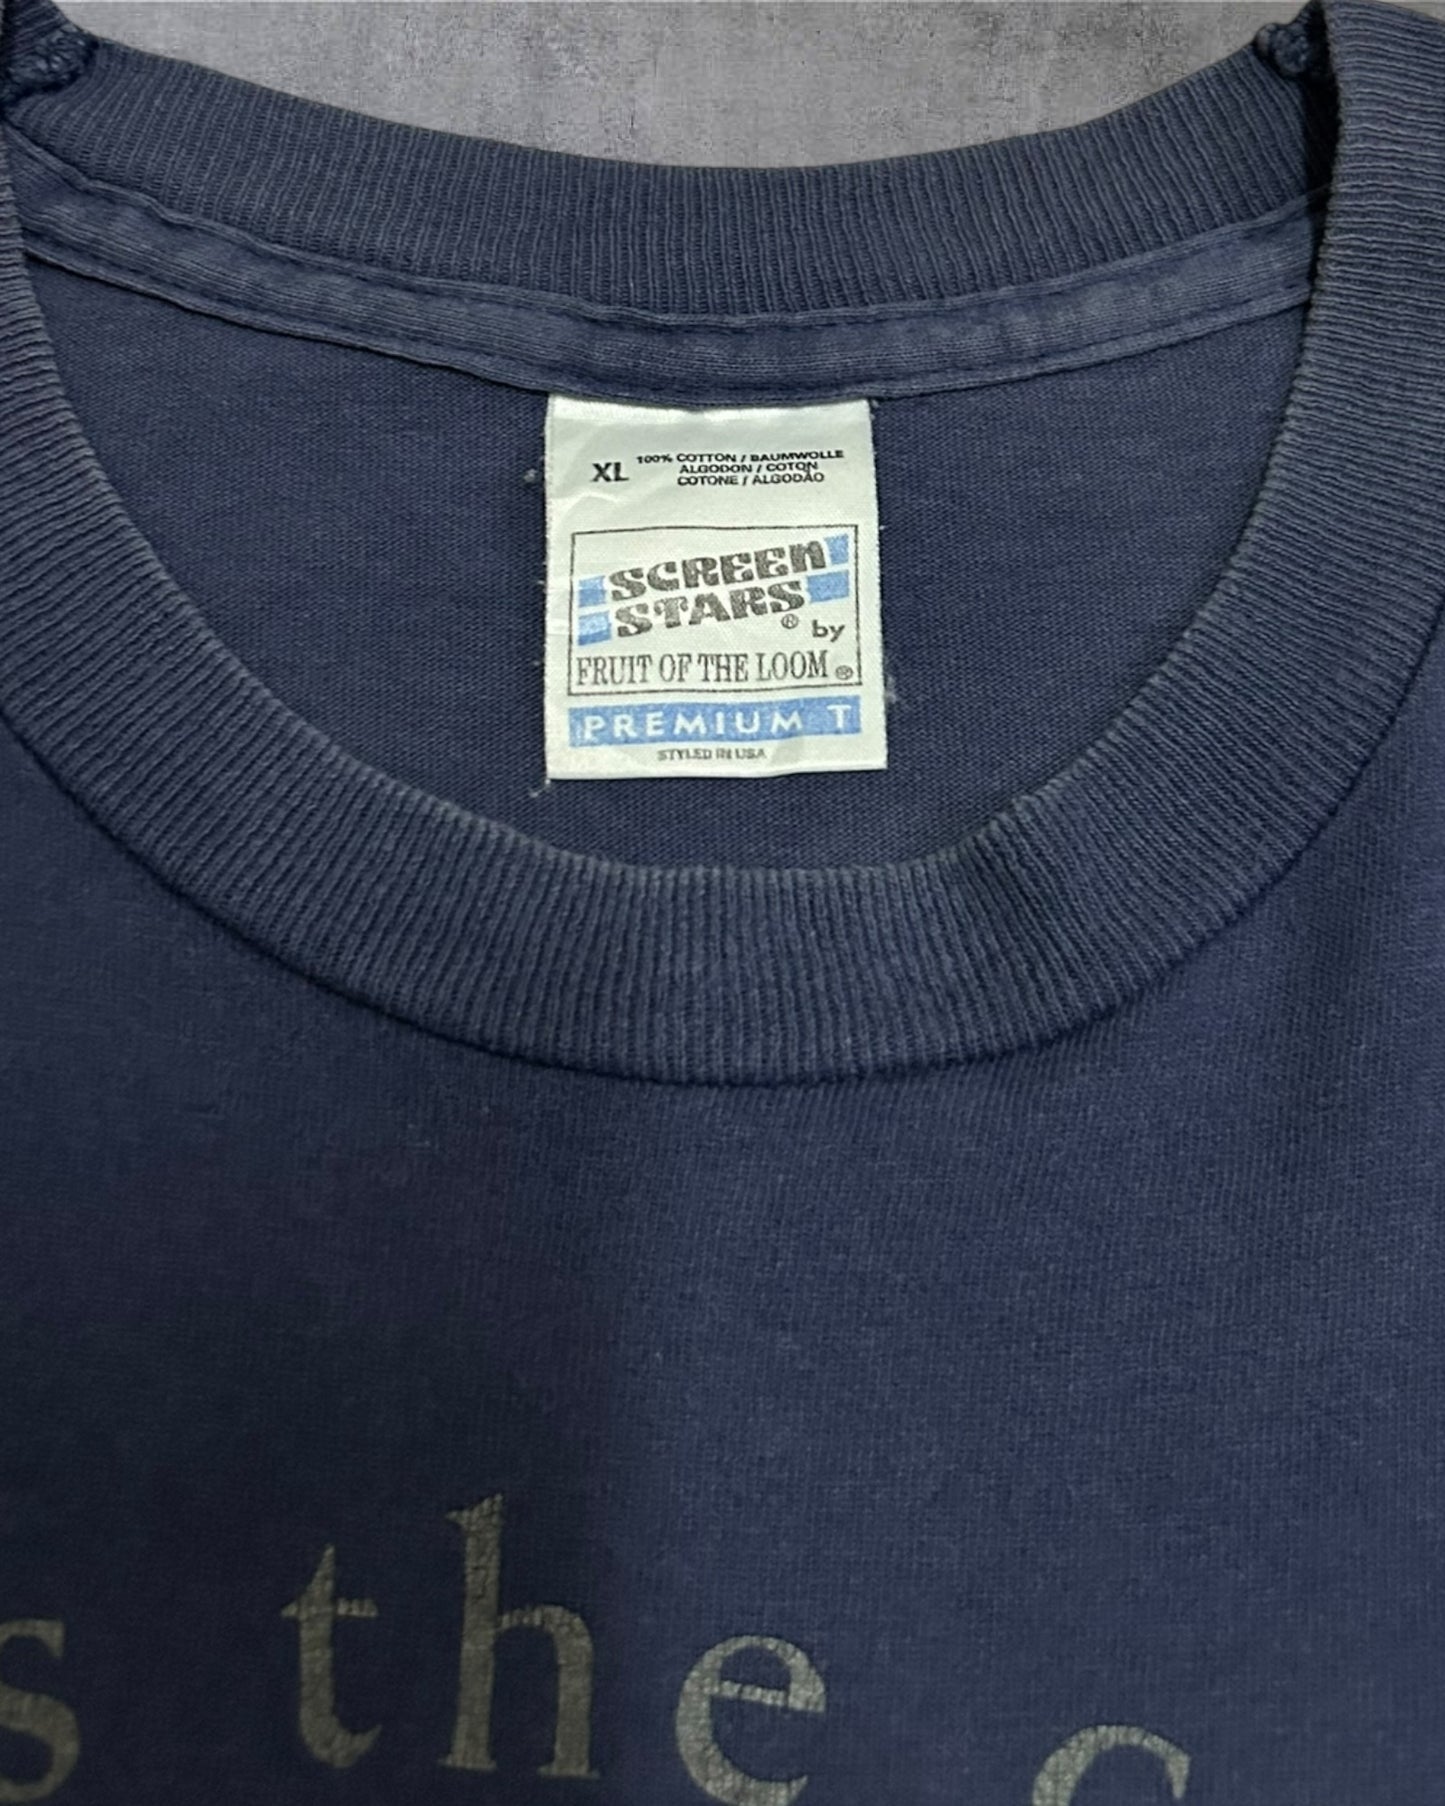 XL
100% COTTON / BAUMWOLLE
ALGODON / COTON
COTONE / ALGODÃO
SCREEN
STARS® by
FRUIT OF THE LOOM®
PREMIUM T
STYLED IN USA
s the c